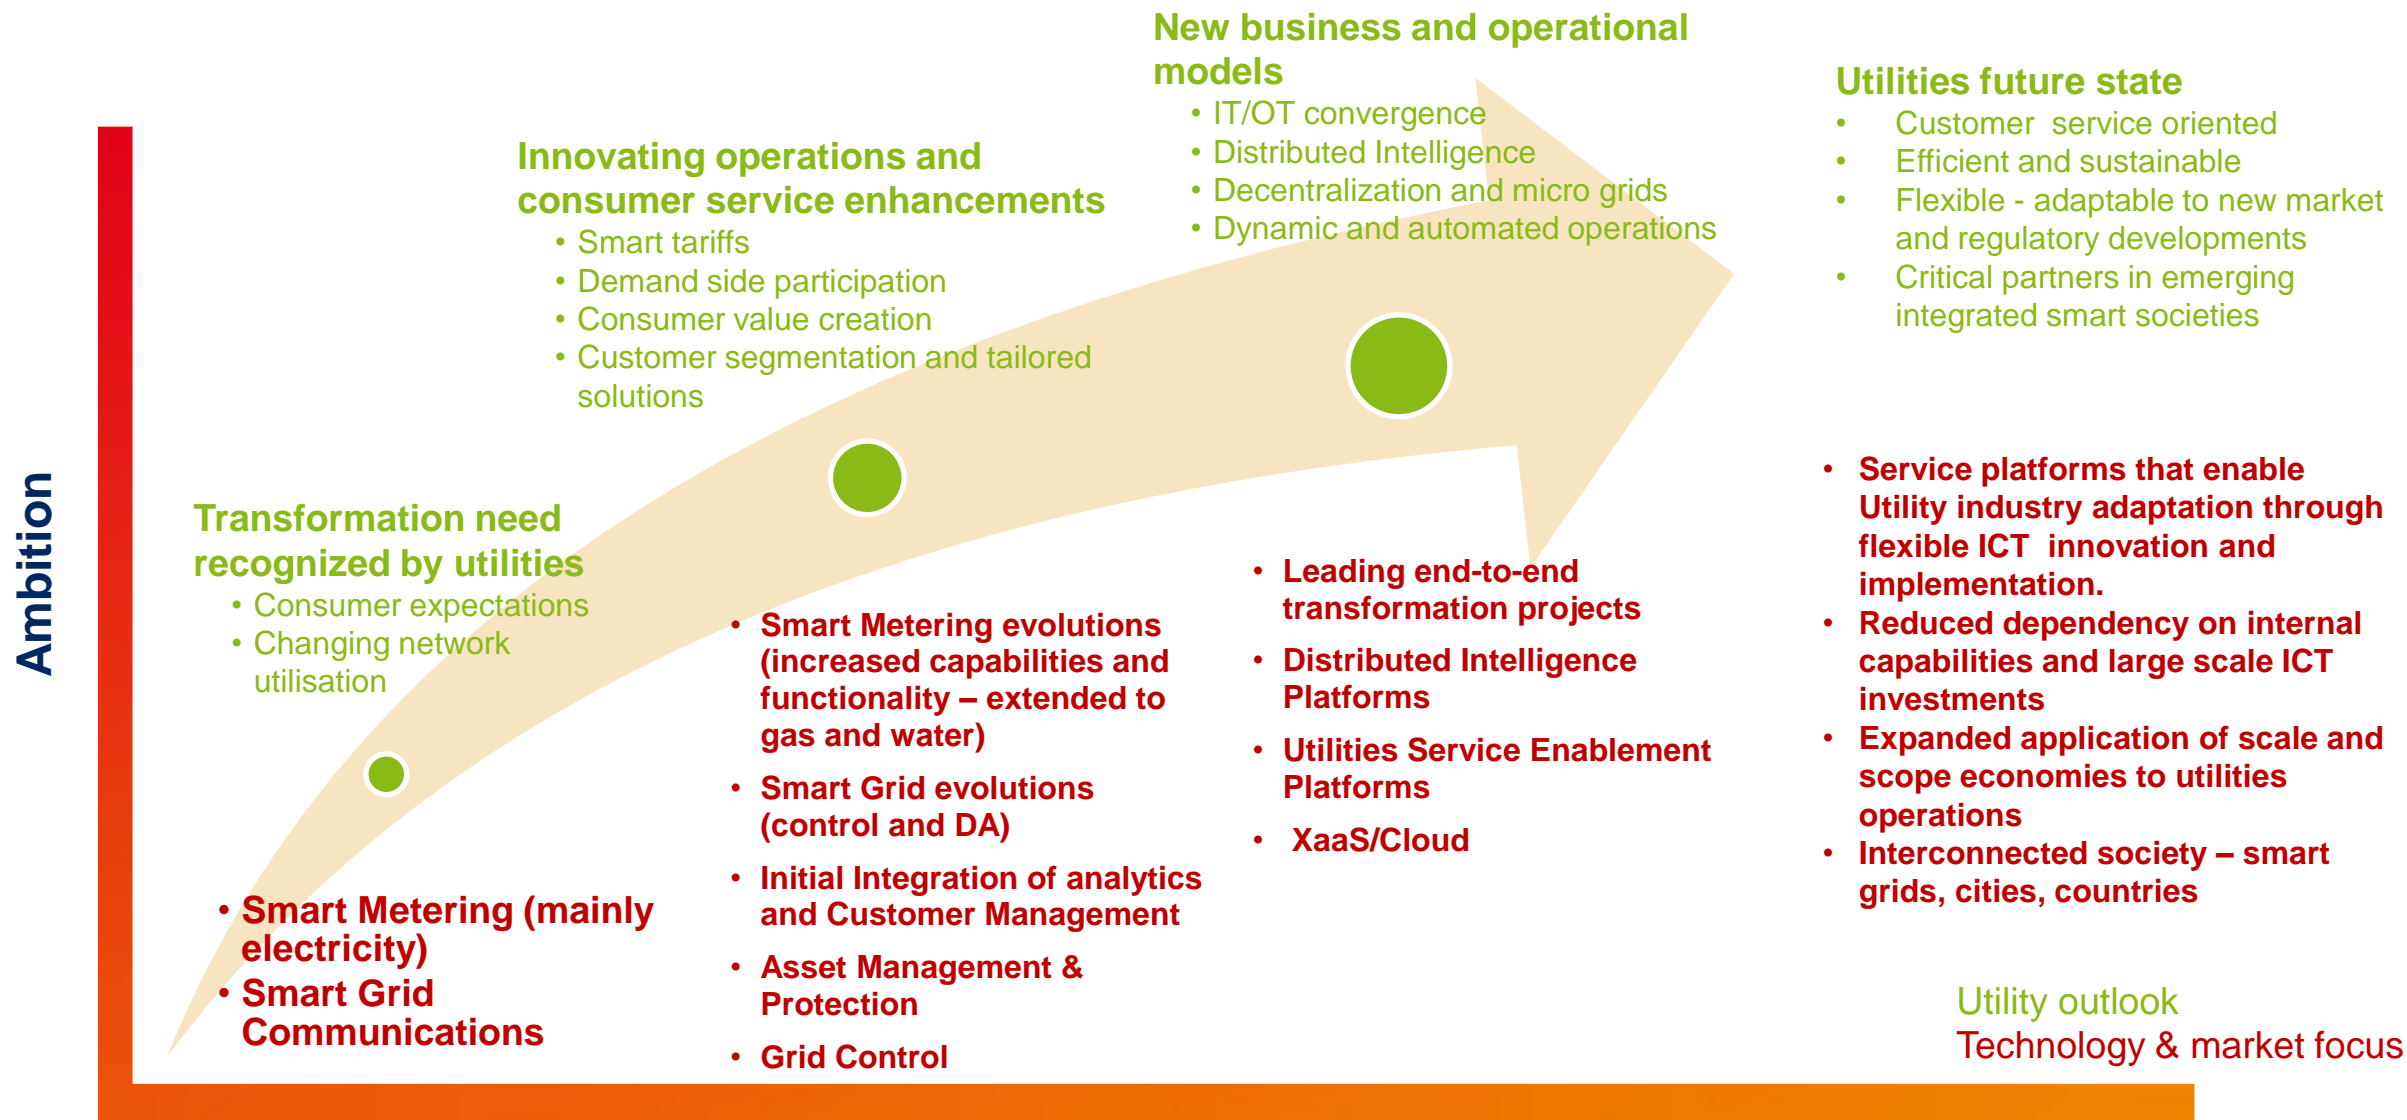 New business and operational
models
• IT/OT convergence
• Distributed Intelligence
• Decentralization and micro grids
• Dynamic and automated operations
Utilities future state
• Customer service oriented
• Efficient and sustainable
• Flexible - adaptable to new market
and regulatory developments
• Critical partners in emerging
integrated smart societies
Innovating operations and
consumer service enhancements
• Smart tariffs
• Demand side participation
• Consumer value creation
• Customer segmentation and tailored
solutions
Transformation need
recognized by utilities
• Consumer expectations
• Changing network
utilisation
Ambition
• Smart Metering (mainly
electricity)
• Smart Grid
Communications
• Smart Metering evolutions
(increased capabilities and
functionality – extended to
gas and water)
• Smart Grid evolutions
(control and DA)
• Initial Integration of analytics
and Customer Management
• Asset Management &
Protection
• Grid Control
• Leading end-to-end
transformation projects
• Distributed Intelligence
Platforms
• Utilities Service Enablement
Platforms
• XaaS/Cloud
• Service platforms that enable
Utility industry adaptation through
flexible ICT innovation and
implementation.
• Reduced dependency on internal
capabilities and large scale ICT
investments
• Expanded application of scale and
scope economies to utilities
operations
• Interconnected society – smart
grids, cities, countries
Utility outlook
Technology & market focus